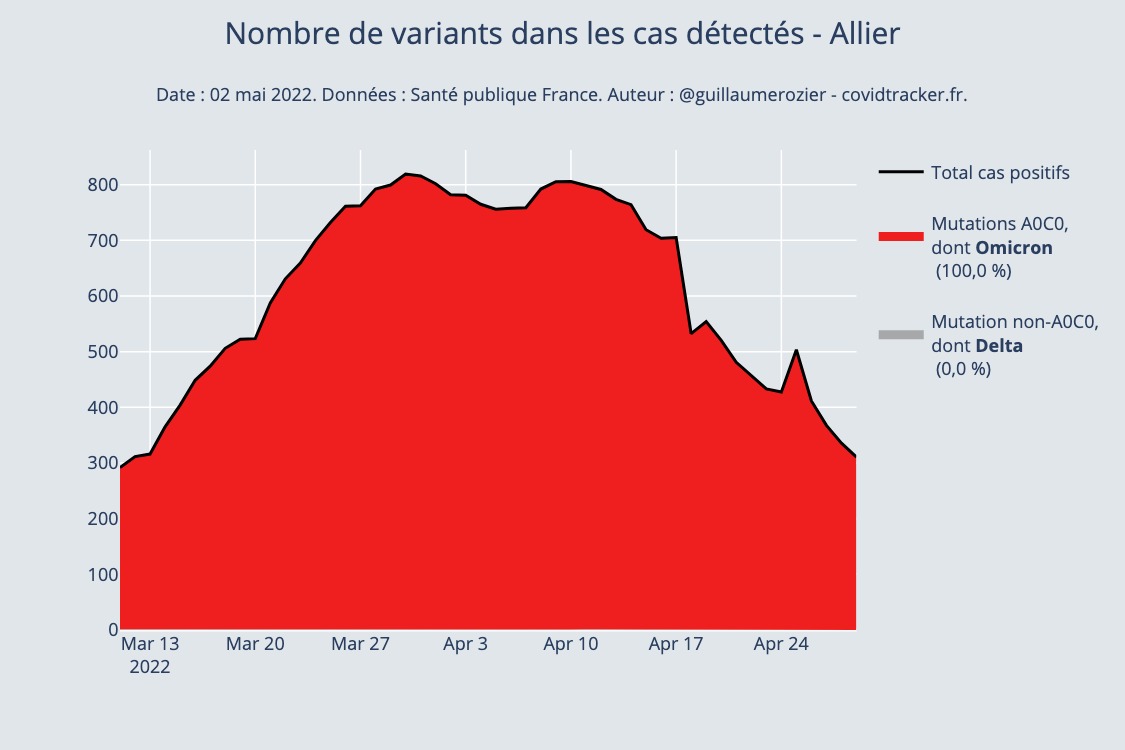 Nombre de variants dans les cas détectés - Allier
Date : 02 mai 2022. Données : Santé publique France. Auteur : @guillaumerozier - covidtracker.fr.
800
700
600
500
400
300
200
100
0
Mar 13
2022
Mar 20
Mar 27
Apr 3
Apr 10
Apr 17
Apr 24
Total cas positifs
Mutations A0C0,
dont Omicron
(100,0 %)
Mutation non-A0C0,
dont Delta
(0,0 %)